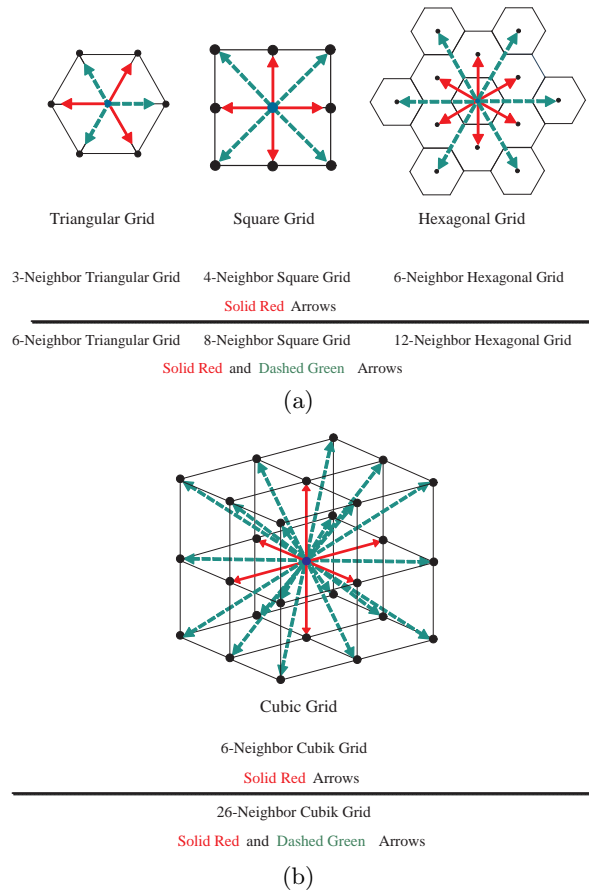 Triangular Grid Square Grid Hexagonal Grid
3-Neighbor Triangular Grid 4-Neighbor Square Grid 6-Neighbor Hexagonal Grid
Solid Red Arrows
6-Neighbor Triangular Grid 8-Neighbor Square Grid 12-Neighbor Hexagonal Grid
Solid Red and Dashed Green Arrows
(a)
Cubic Grid
6-Neighbor Cubik Grid
Solid Red Arrows
26-Neighbor Cubik Grid
Solid Red and Dashed Green Arrows
(b)